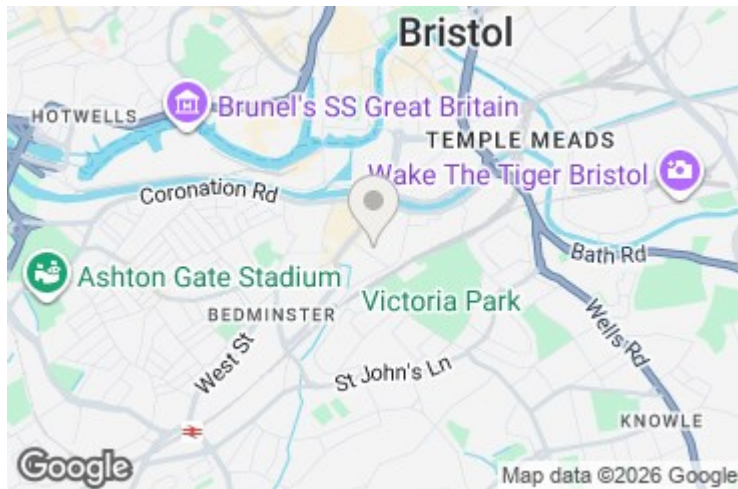 Bristol
HOTWELLS
Brunel's SS Great Britain
TEMPLE MEADS
Wake The Tiger Bristol
Coronation Rd
Bath Rd
Ashton Gate Stadium
Victoria Park
BEDMINSTER
Wells Rd
West St
St John's Ln
KNOWLE
Google
Map data ©2026 Google